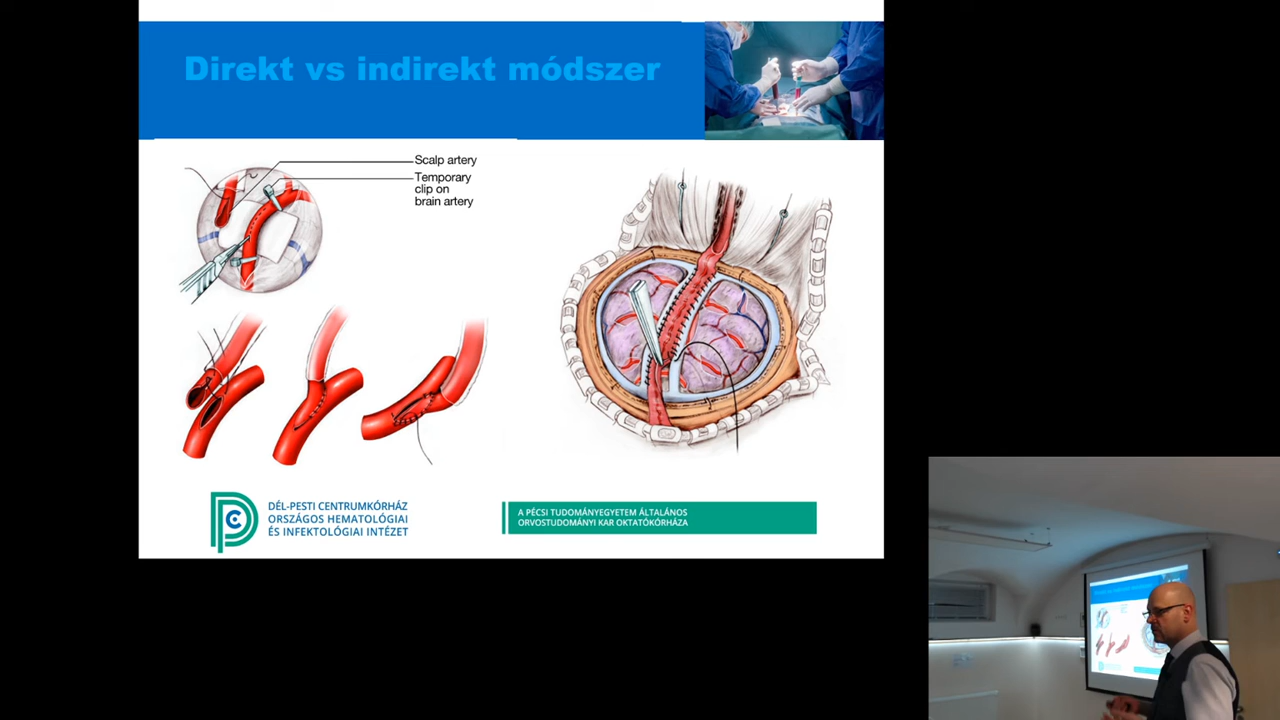 Direkt vs indirekt módszer
Scalp artery
Temporary
clip on
brain artery
DÉL-PESTI CENTRUMKÓRHÁZ
ORSZÁGOS HEMATOLÓGIAI
ÉS INFEKTOLÓGIAI INTÉZET
A PÉCSI TUDOMÁNYEGYETEM ÁLTALÁNOS
ORVOSTUDOMÁNYI KAR OKTATÓKÓRHÁZA